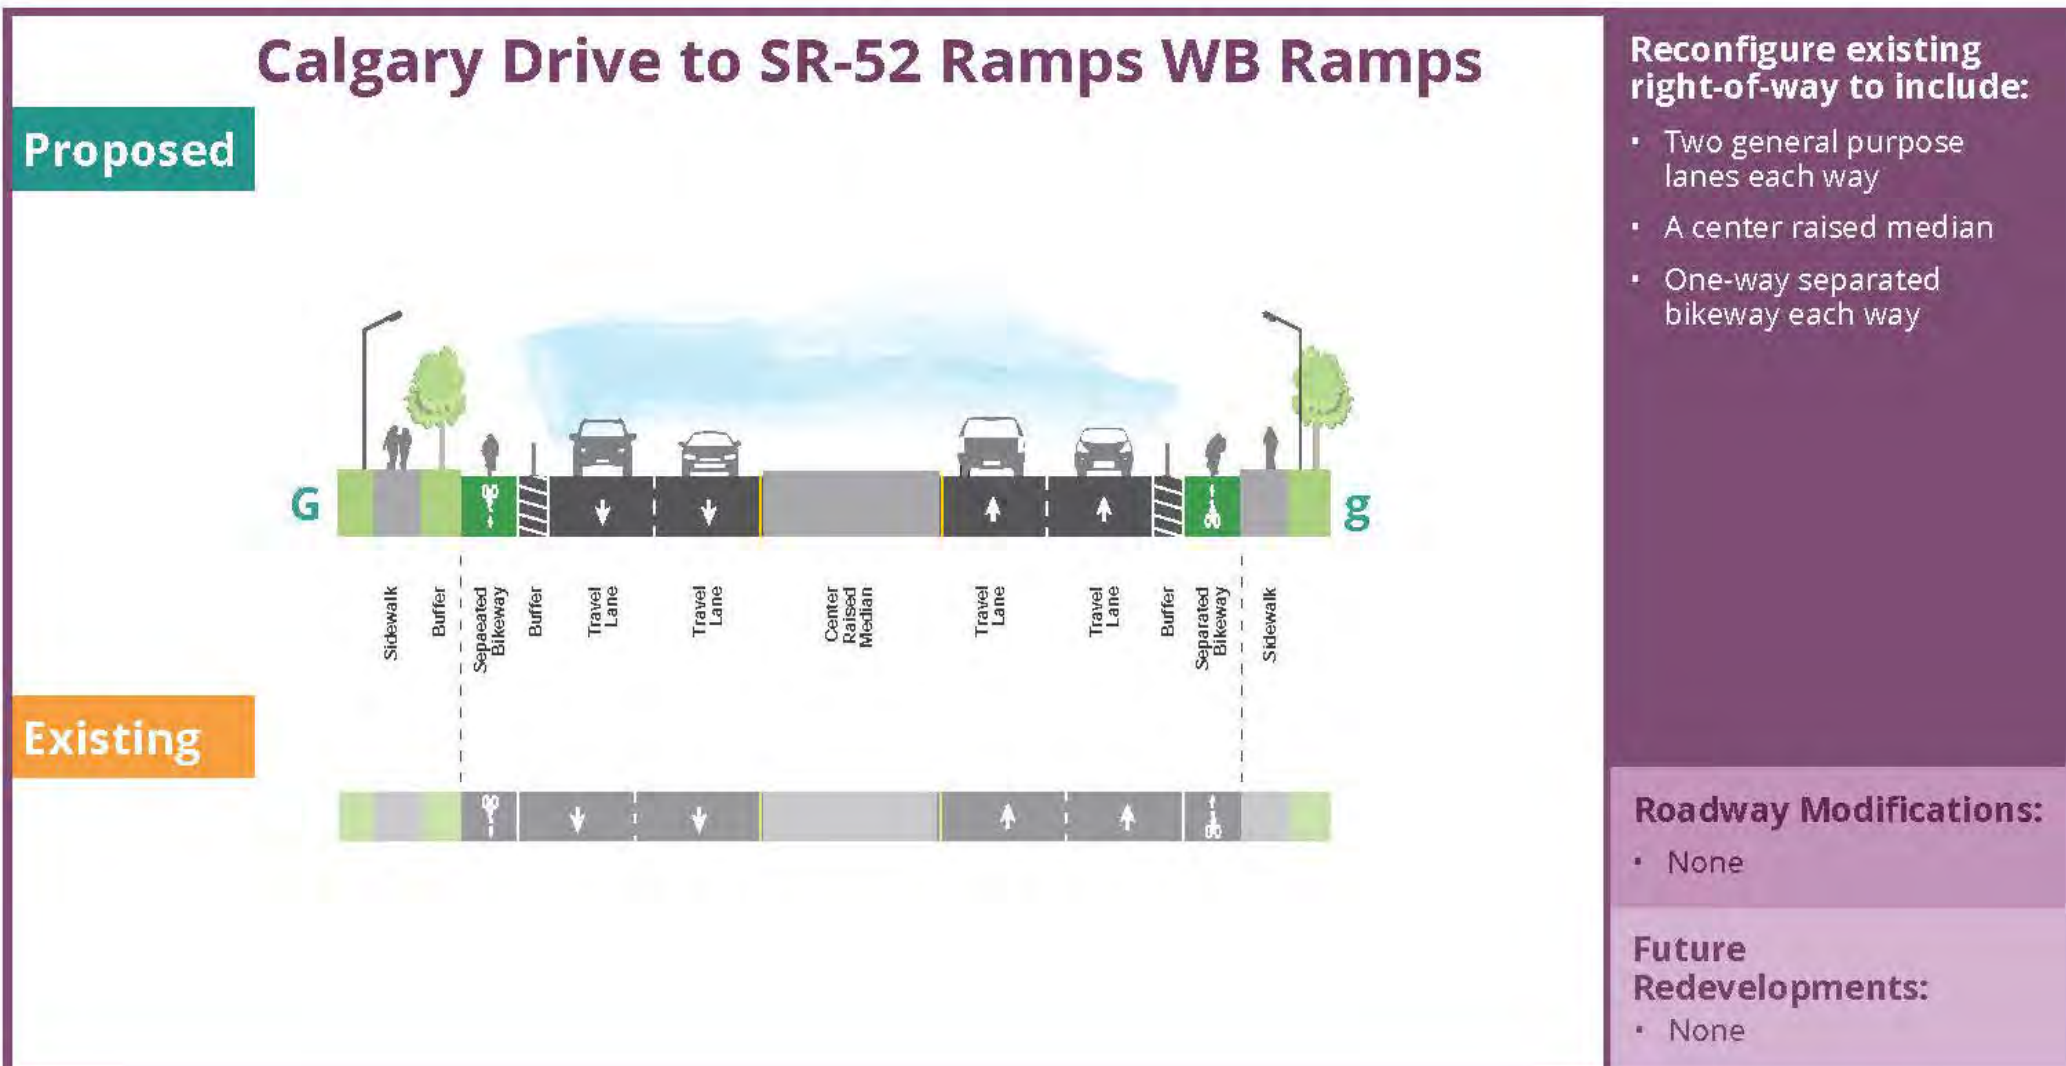 Calgary Drive to SR-52 Ramps WB Ramps
Proposed
G
g
Sidewalk
Buffer
Sepaeated
Bikeway
Buffer
Travel
Lane
Travel
Lane
Center
Raised
Median
Travel
Lane
Travel
Lane
Buffer
Separated
Bikeway
Sidewalk
Existing
Reconfigure existing
right-of-way to include:
• Two general purpose
lanes each way
• A center raised median
• One-way separated
bikeway each way
Roadway Modifications:
• None
Future
Redevelopments:
• None